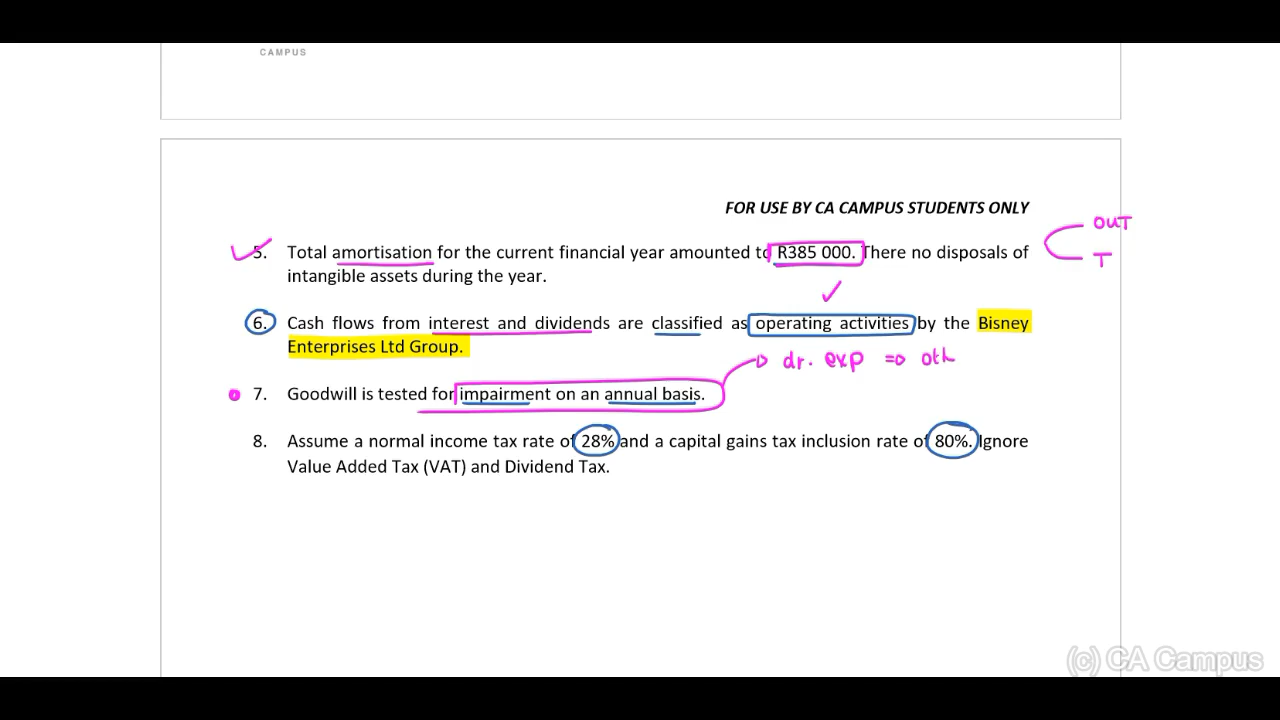 CAMPUS
FOR USE BY CA CAMPUS STUDENTS ONLY
OUT
5. Total amortisation for the current financial year amounted to R385 000. There no disposals of
T
intangible assets during the year.
6. Cash flows from interest and dividends are classified as operating activities by the Bisney
Enterprises Ltd Group.
dr. exp => oth
7. Goodwill is tested for impairment on an annual basis.
8. Assume a normal income tax rate of 28% and a capital gains tax inclusion rate of 80%. Ignore
Value Added Tax (VAT) and Dividend Tax.
(c) CA Campus